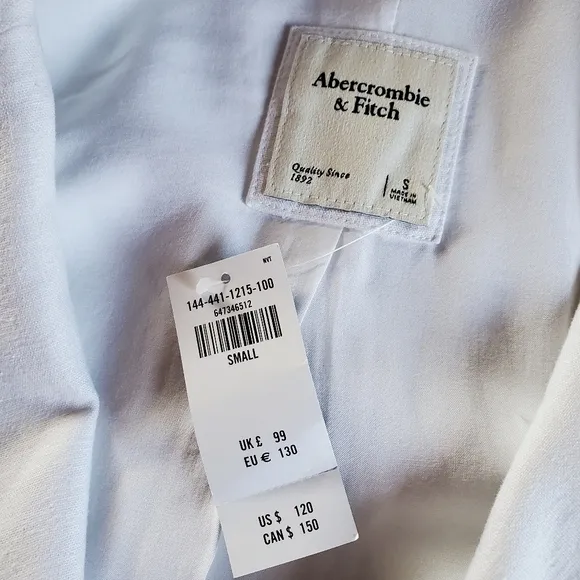 Abercrombie
& Fitch
Quality Since
1892
S
MADE IN
VIETNAM
NVT
144-441-1215-100
647346512
SMALL
UK £ 99
EU € 130
US $ 120
CAN $ 150